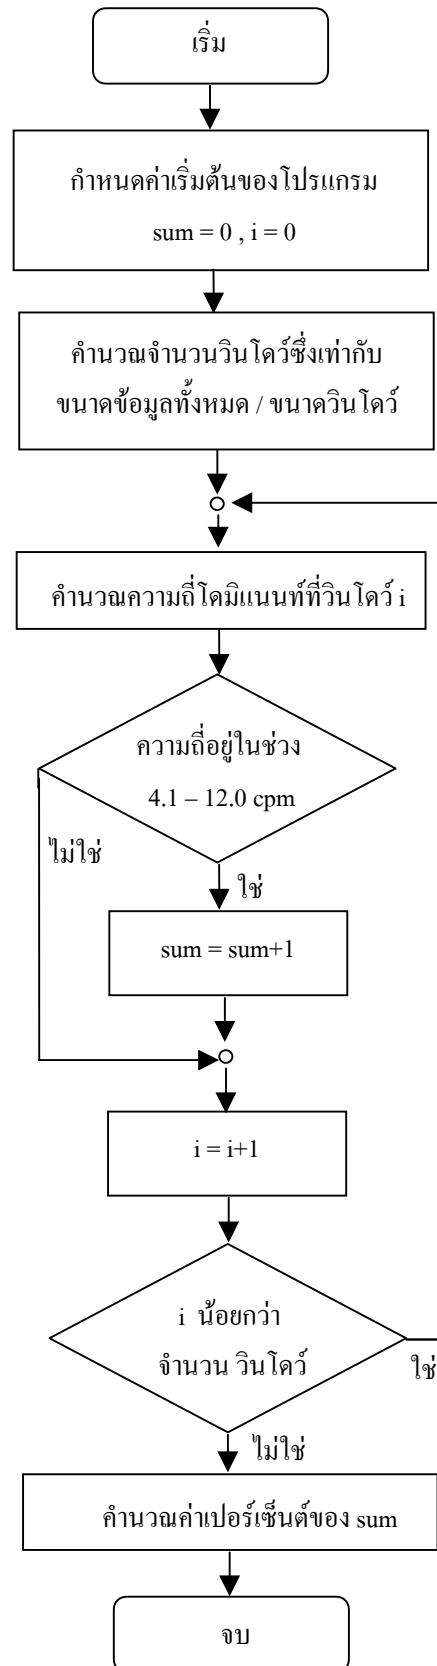 เริ่ม
กำหนดค่าเริ่มต้นของโปรแกรม
sum = 0 , i = 0
คำนวณจำนวนวินโดว์ซึ่งเท่ากับ
ขนาดข้อมูลทั้งหมด / ขนาดวินโดว์
คำนวณความถี่โดมิแนนท์ที่วินโดว์ i
ความถี่อยู่ในช่วง
4.1 – 12.0 cpm
ไม่ใช่
ใช่
sum = sum+1
i = i+1
i น้อยกว่า
จำนวน วินโดว์
ใช่
ไม่ใช่
คำนวณค่าเปอร์เซ็นต์ของ sum
จบ